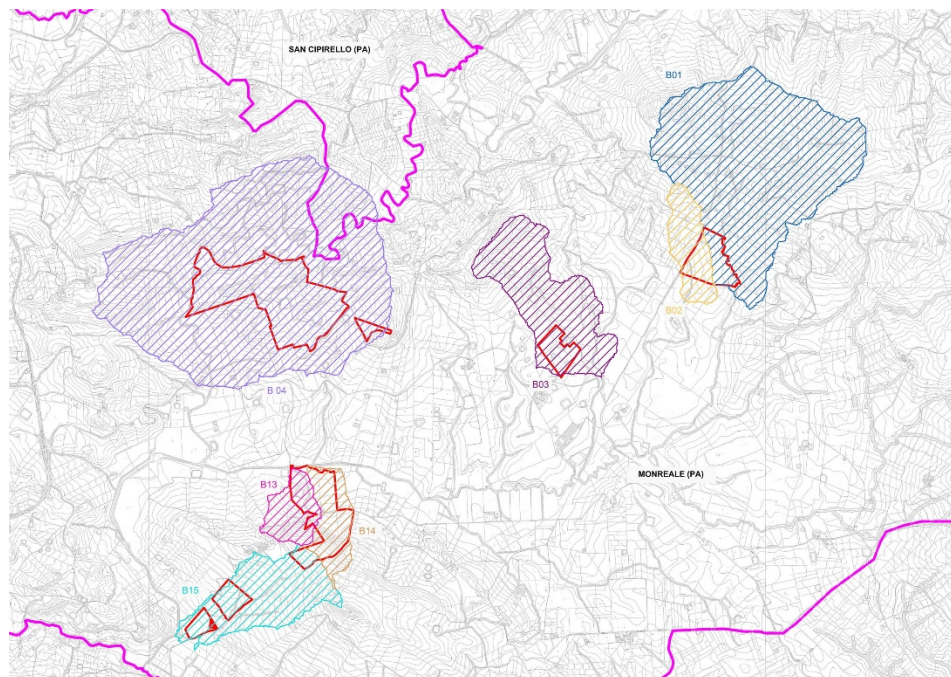 SAN CIPIRELLO (PA)
B01
B02
B 04
B03
MONREALE (PA)
B13
B14
B15